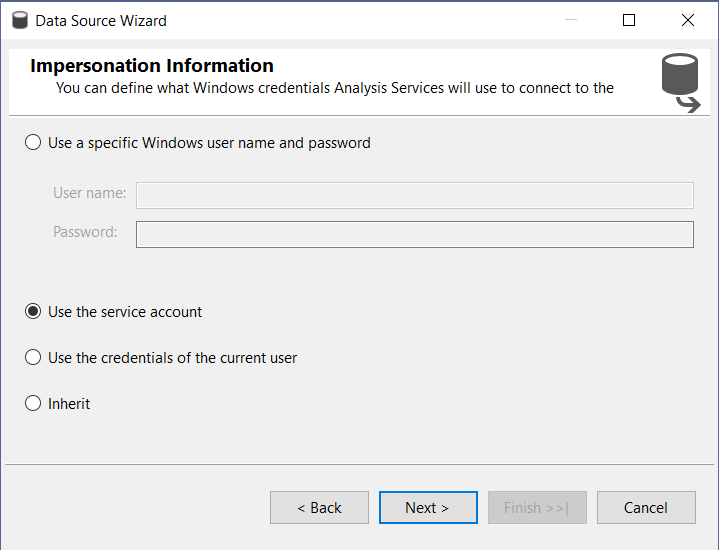 Data Source Wizard
Impersonation Information
You can define what Windows credentials Analysis Services will use to connect to the
Use a specific Windows user name and password
User name:
Password:
Use the service account
Use the credentials of the current user
Inherit
< Back Next > Finish >>| Cancel